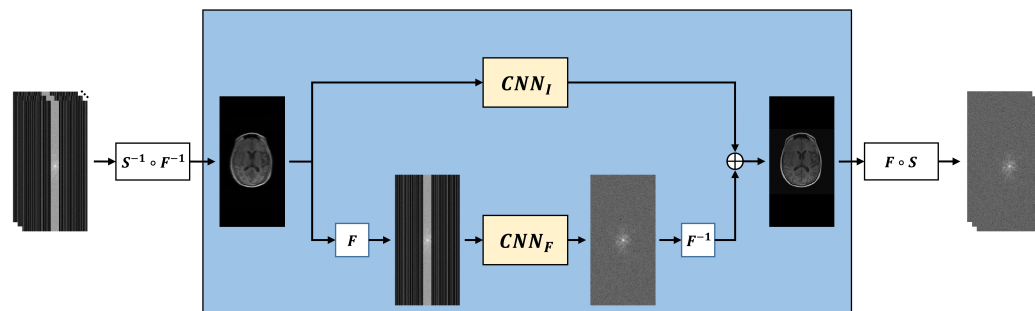 S⁻¹ ∘ F⁻¹
CNN_I
F
CNN_F
F⁻¹
F ∘ S